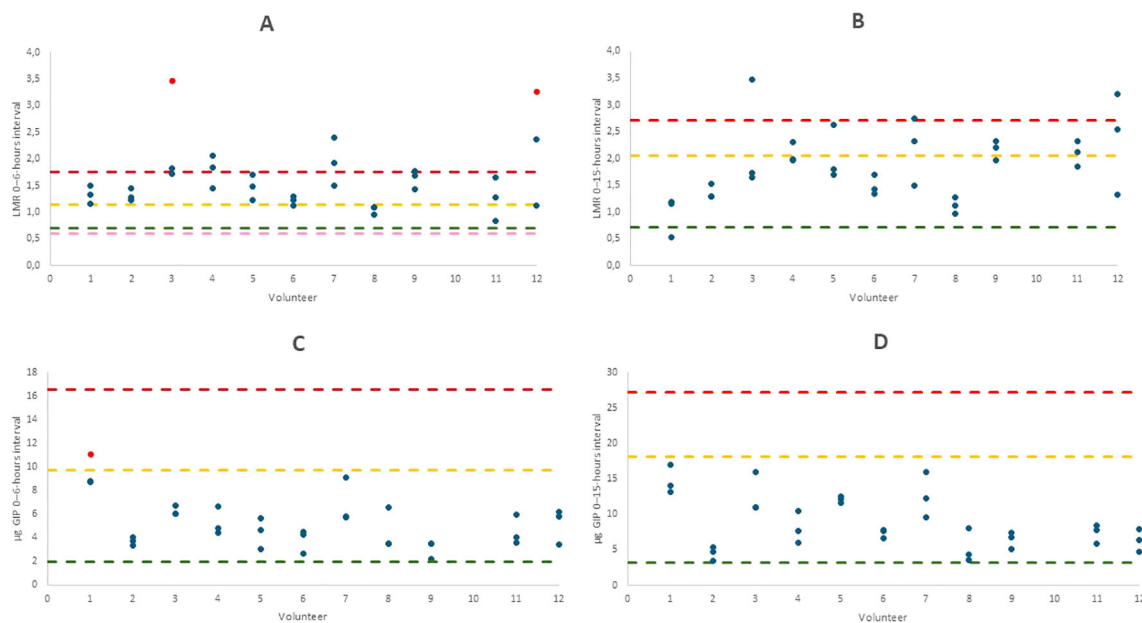 A
LMR 0–6-hours interval
4,0
3,5
3,0
2,5
2,0
1,5
1,0
0,5
0,0
0 1 2 3 4 5 6 7 8 9 10 11 12
Volunteer
B
LMR 0–15-hours interval
4,0
3,5
3,0
2,5
2,0
1,5
1,0
0,5
0,0
0 1 2 3 4 5 6 7 8 9 10 11 12
Volunteer
C
µg GIP 0–6-hours interval
18
16
14
12
10
8
6
4
2
0
0 1 2 3 4 5 6 7 8 9 10 11 12
Volunteer
D
µg GIP 0–15-hours interval
30
25
20
15
10
5
0
0 1 2 3 4 5 6 7 8 9 10 11 12
Volunteer